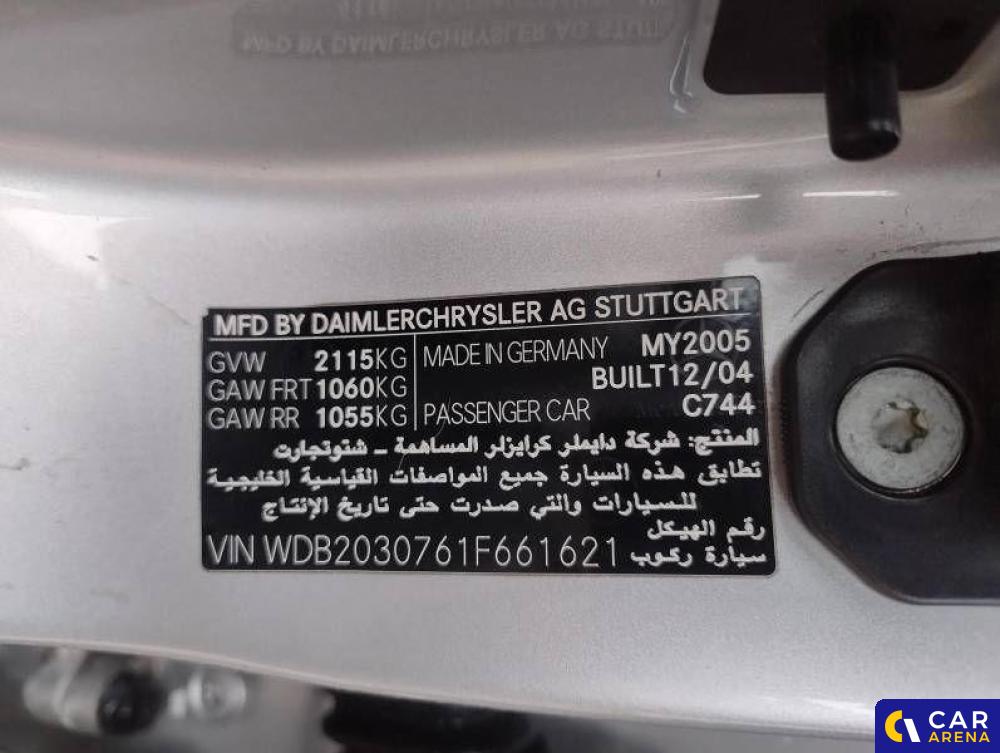 MFD BY DAIMLERCHRYSLER AG STUTTGART
GVW 2115KG MADE IN GERMANY MY2005
GAW FRT 1060KG BUILT12/04
GAW RR 1055KG PASSENGER CAR C744
المنتج: شركة دايملر كرايزلر المساهمة – شتوتجارت
تطابق هذه السيارة جميع المواصفات القياسية الخليجية
للسيارات والتي صدرت حتى تاريخ الإنتاج
رقم الهيكل
VIN WDB2030761F661621 سيارة ركوب
CAR
ARENA